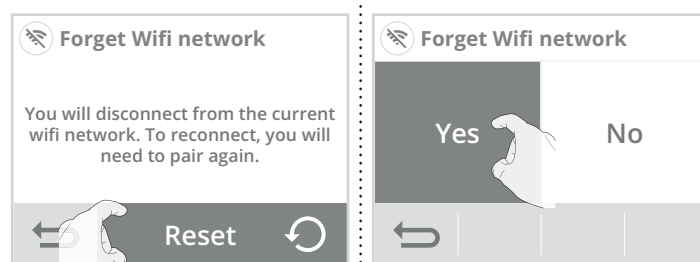 Forget Wifi network
You will disconnect from the current
wifi network. To reconnect, you will
need to pair again.
Reset
Forget Wifi network
Yes
No